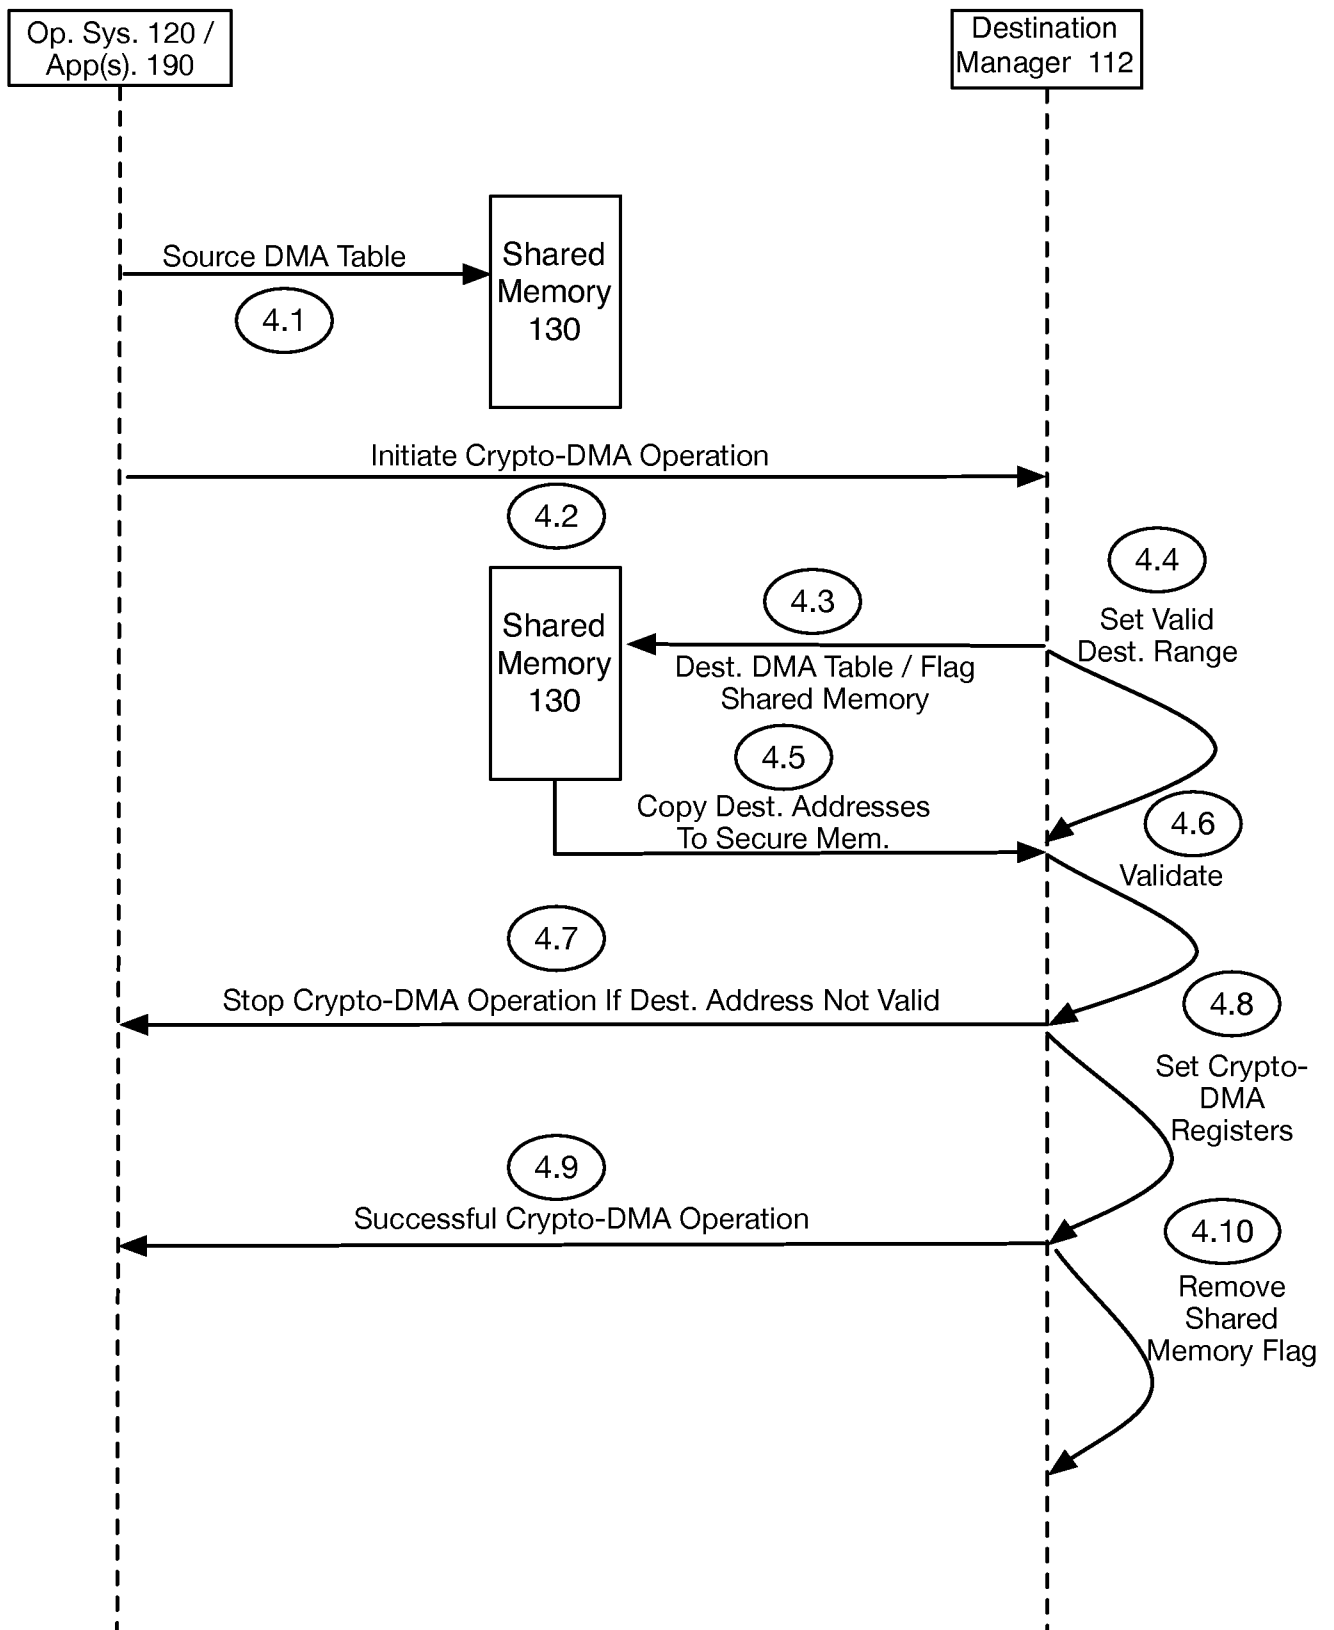 Op. Sys. 120 /
App(s). 190
Destination
Manager 112
Source DMA Table
4.1
Shared
Memory
130
Initiate Crypto-DMA Operation
4.2
4.4
Set Valid
Dest. Range
4.3
Shared
Memory
130
Dest. DMA Table / Flag
Shared Memory
4.5
Copy Dest. Addresses
To Secure Mem.
4.6
Validate
4.7
Stop Crypto-DMA Operation If Dest. Address Not Valid
4.8
Set Crypto-
DMA
Registers
4.9
Successful Crypto-DMA Operation
4.10
Remove
Shared
Memory Flag